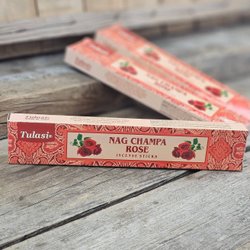 Tulasi
NAG CHAMPA
ROSE
INCENSE STICKS